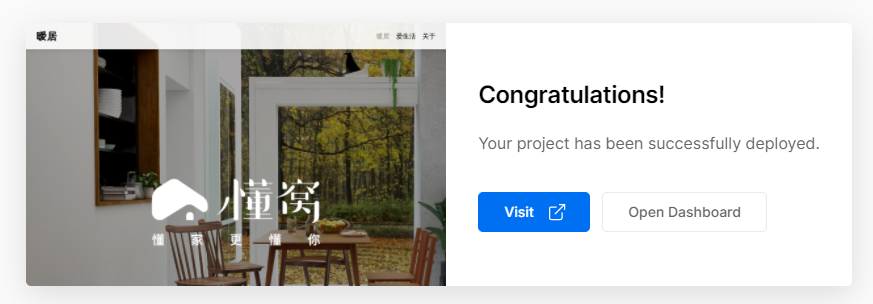 暧居
暖居 爱生活 关于
懂窝
懂家更懂你
Congratulations!
Your project has been successfully deployed.
Visit
Open Dashboard